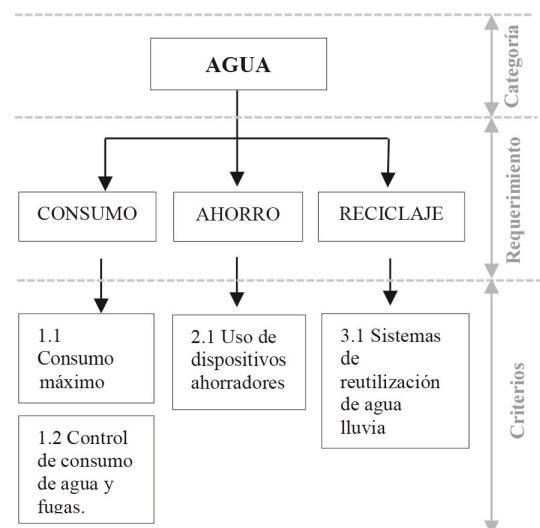 AGUA
Categoría
CONSUMO
AHORRO
RECICLAJE
Requerimiento
1.1
Consumo
máximo
2.1 Uso de
dispositivos
ahorradores
3.1 Sistemas
de
reutilización
de agua
lluvia
1.2 Control
de consumo
de agua y
fugas.
Criterios